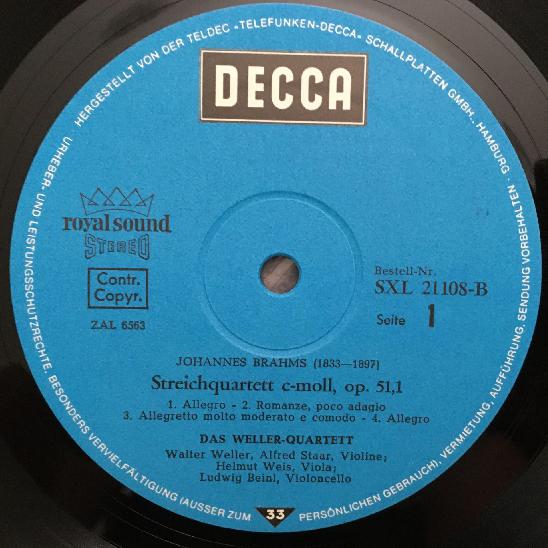 HERGESTELLT VON DER TELDEC »TELEFUNKEN-DECCA« SCHALLPLATTEN GMBH., HAMBURG
URHEBER- UND LEISTUNGSSCHUTZRECHTE, BESONDERS VERVIELFÄLTIGUNG (AUSSER ZUM PERSÖNLICHEN GEBRAUCH), VERMIETUNG, AUFFÜHRUNG, SENDUNG VORBEHALTEN
DECCA
royal sound
STEREO
Contr.
Copyr.
ZAL 6563
Bestell-Nr.
SXL 21108-B
Seite 1
JOHANNES BRAHMS (1833—1897)
Streichquartett c-moll, op. 51,1
1. Allegro - 2. Romanze, poco adagio
3. Allegretto molto moderato e comodo - 4. Allegro
DAS WELLER-QUARTETT
Walter Weller, Alfred Staar, Violine;
Helmut Weis, Viola;
Ludwig Beinl, Violoncello
33